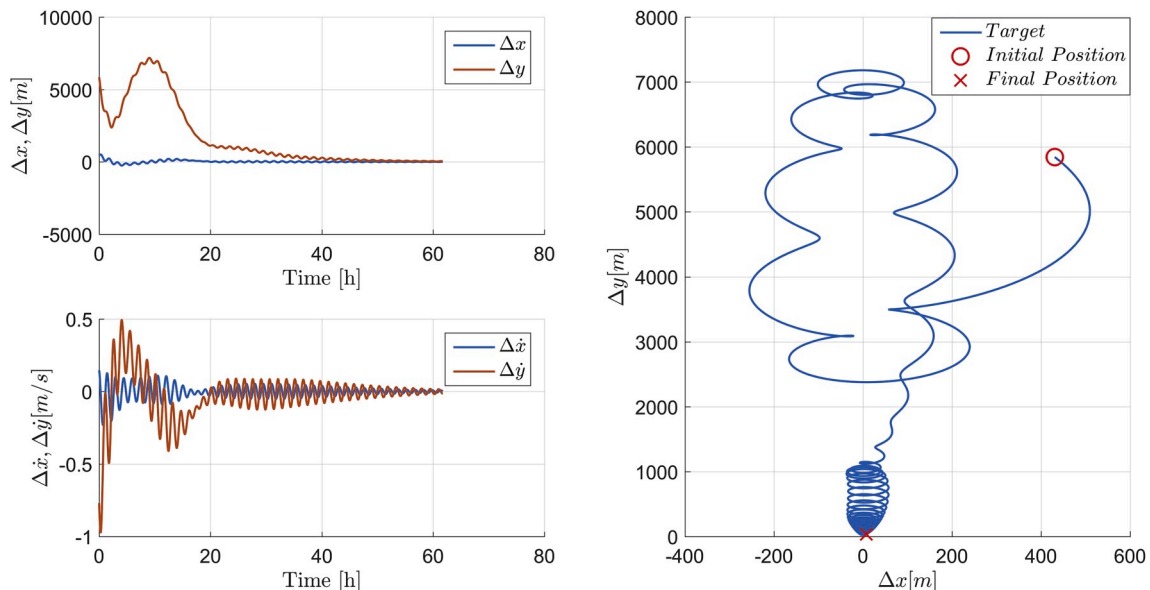 10000
5000
0
-5000
Δx, Δy[m]
Δx
Δy
0
20
40
60
80
Time [h]
0.5
0
-0.5
-1
Δẋ, Δẏ[m/s]
Δẋ
Δẏ
0
20
40
60
80
Time [h]
8000
7000
6000
5000
4000
3000
2000
1000
0
Δy[m]
Target
Initial Position
Final Position
-400
-200
0
200
400
600
Δx[m]